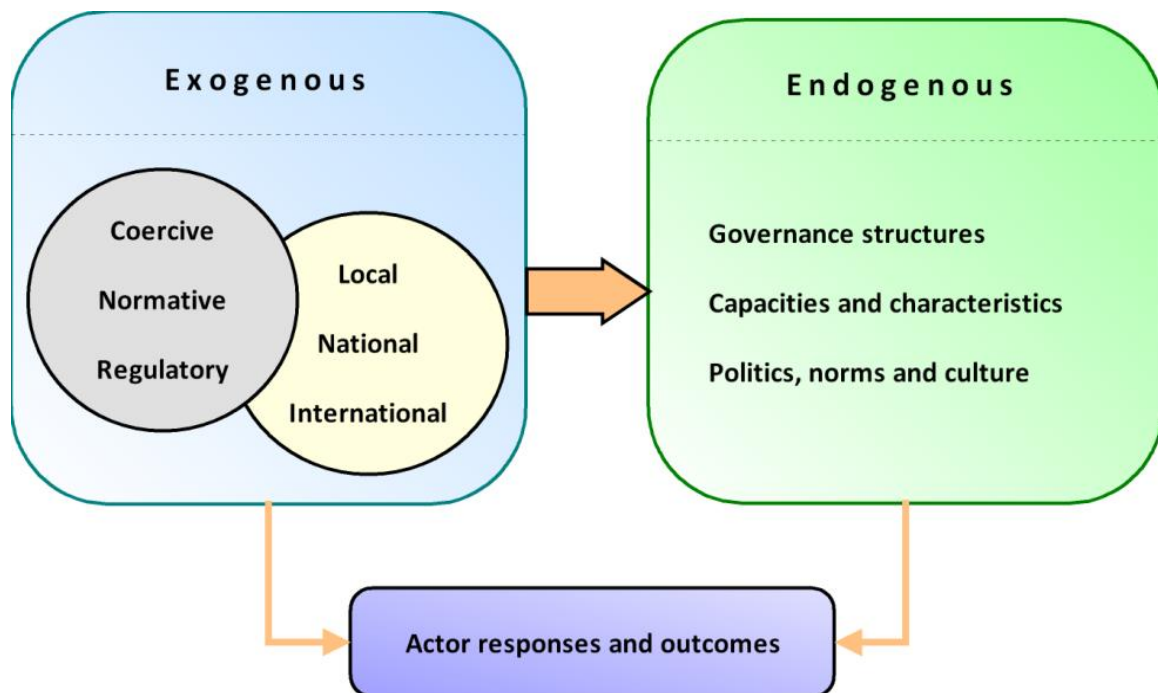 Exogenous
Coercive
Normative
Regulatory
Local
National
International
Endogenous
Governance structures
Capacities and characteristics
Politics, norms and culture
Actor responses and outcomes